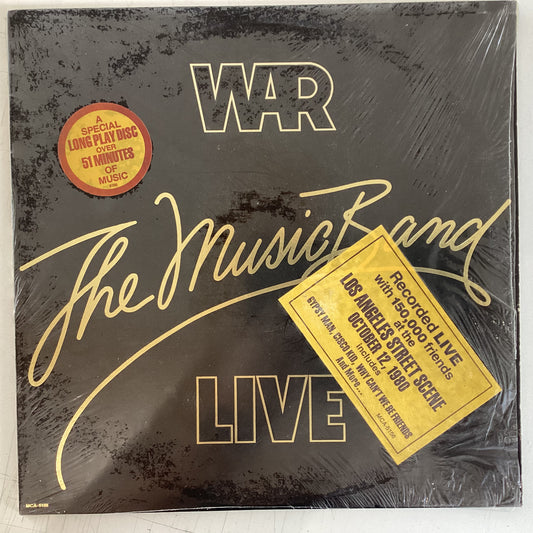 WAR
A
SPECIAL
LONG PLAY DISC
OVER
51 MINUTES
OF
MUSIC
The Music Band
Recorded LIVE
with 150,000 friends
at the
LOS ANGELES STREET SCENE
OCTOBER 12, 1980
includes
GYPSY MAN, CISCO KID, WHY CAN'T WE BE FRIENDS
And More...
MCA-5156
LIVE
MCA-5156